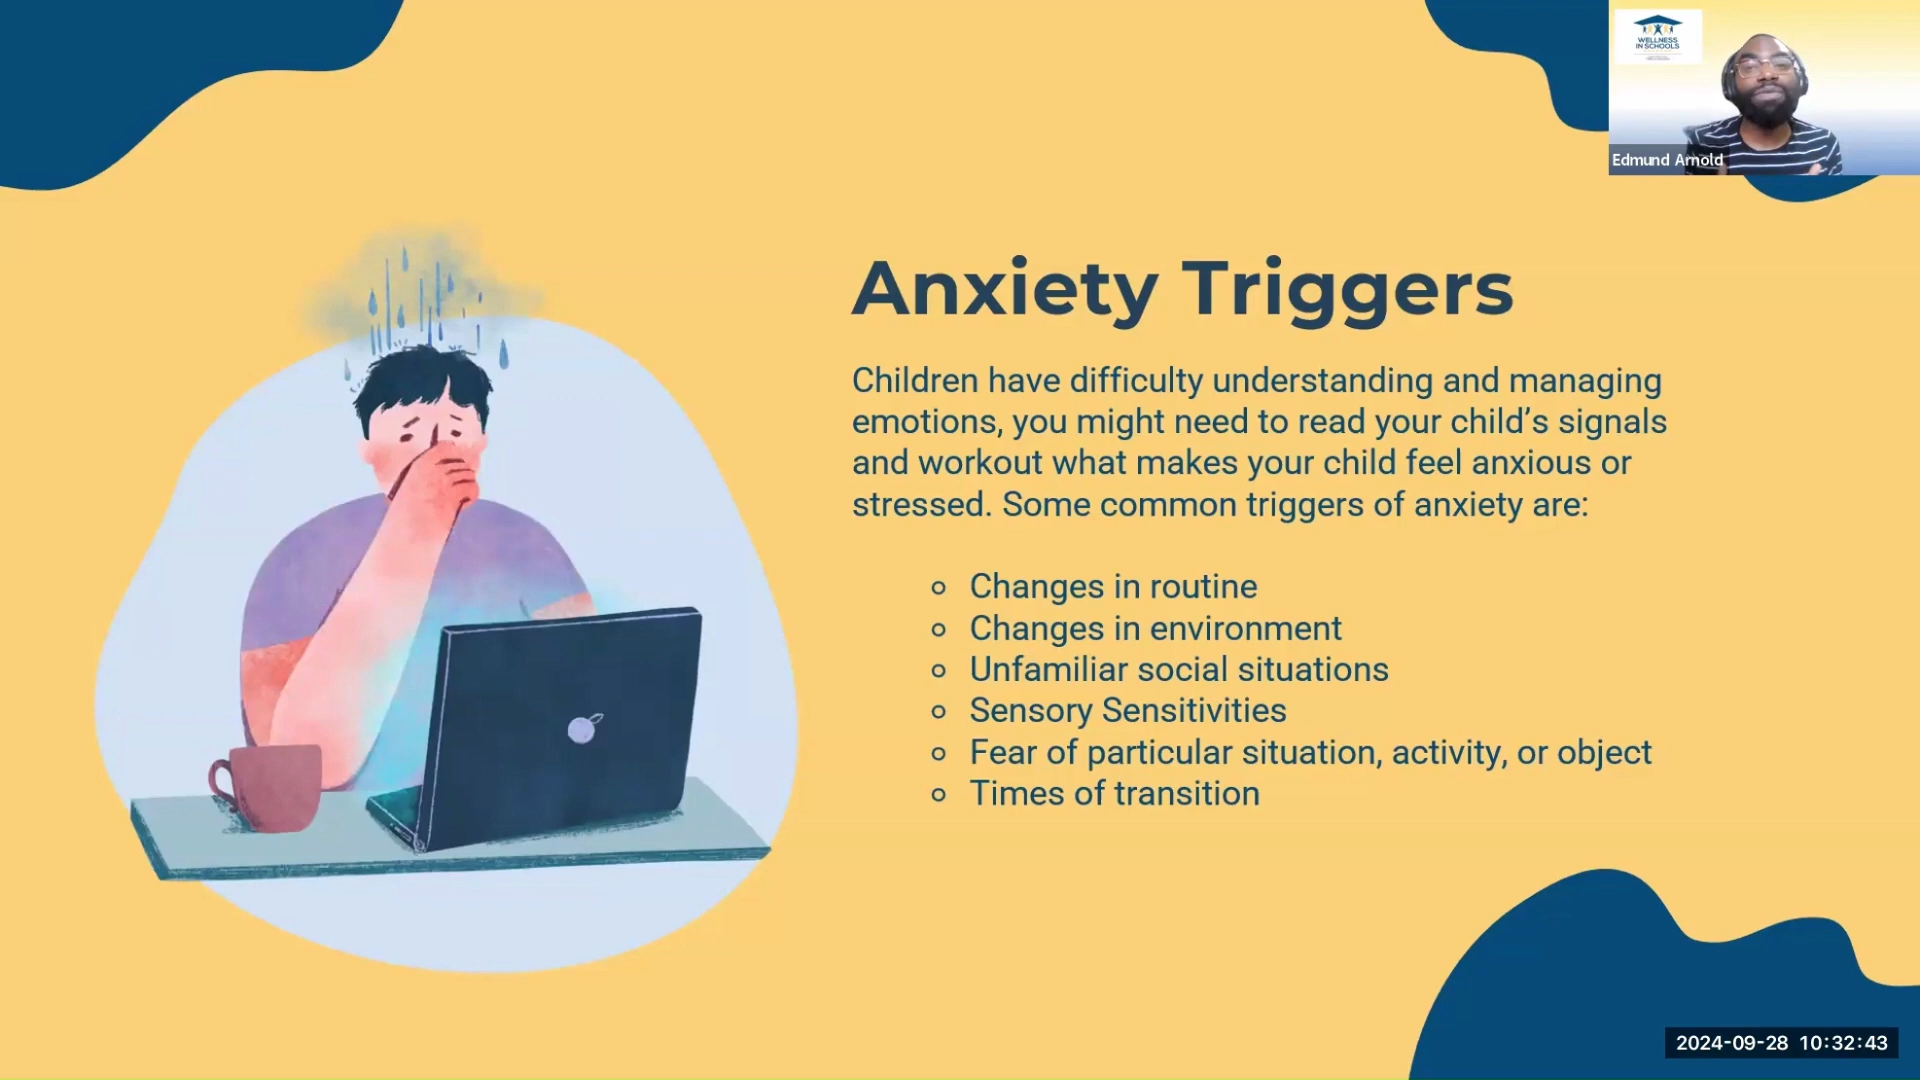 WELLNESS
IN SCHOOLS
Edmund Arnold
Anxiety Triggers
Children have difficulty understanding and managing
emotions, you might need to read your child’s signals
and workout what makes your child feel anxious or
stressed. Some common triggers of anxiety are:
Changes in routine
Changes in environment
Unfamiliar social situations
Sensory Sensitivities
Fear of particular situation, activity, or object
Times of transition
2024-09-28 10:32:43